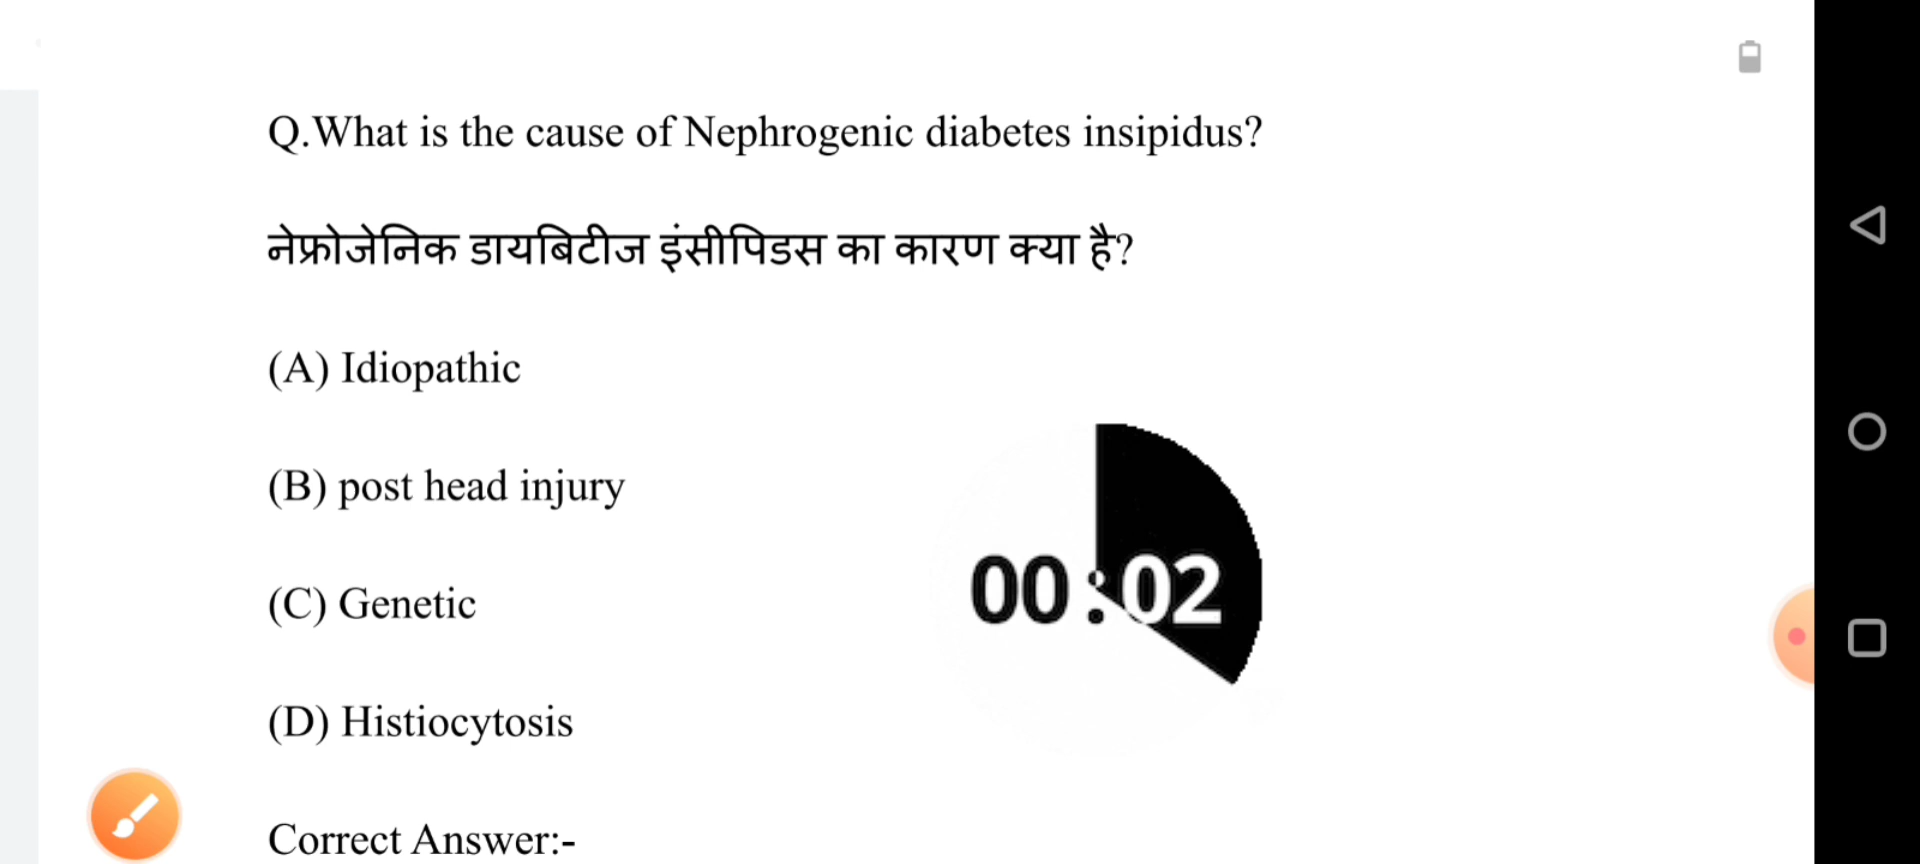 Q.What is the cause of Nephrogenic diabetes insipidus?
नेफ्रोजेनिक डायबिटीज इंसीपिडस का कारण क्या है?
(A) Idiopathic
(B) post head injury
(C) Genetic
(D) Histiocytosis
00:02
Correct Answer:-